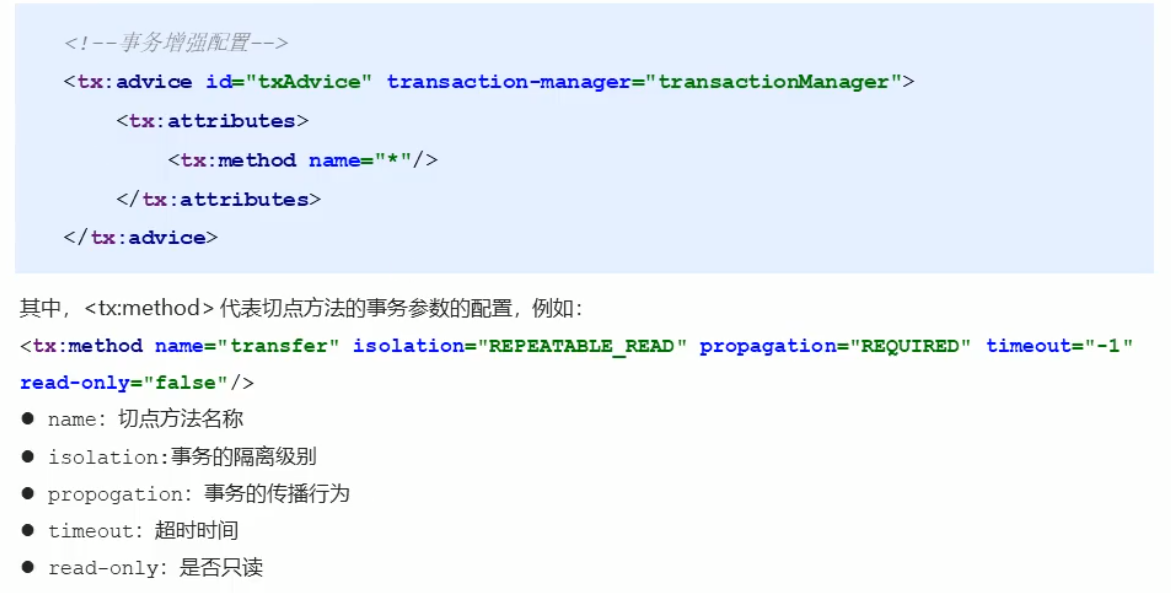 <!--事务增强配置-->
<tx:advice id="txAdvice" transaction-manager="transactionManager">
<tx:attributes>
<tx:method name="*"/>
</tx:attributes>
</tx:advice>
其中，<tx:method> 代表切点方法的事务参数的配置，例如：
<tx:method name="transfer" isolation="REPEATABLE_READ" propagation="REQUIRED" timeout="-1"
read-only="false"/>
● name：切点方法名称
● isolation:事务的隔离级别
● propogation：事务的传播行为
● timeout：超时时间
● read-only：是否只读